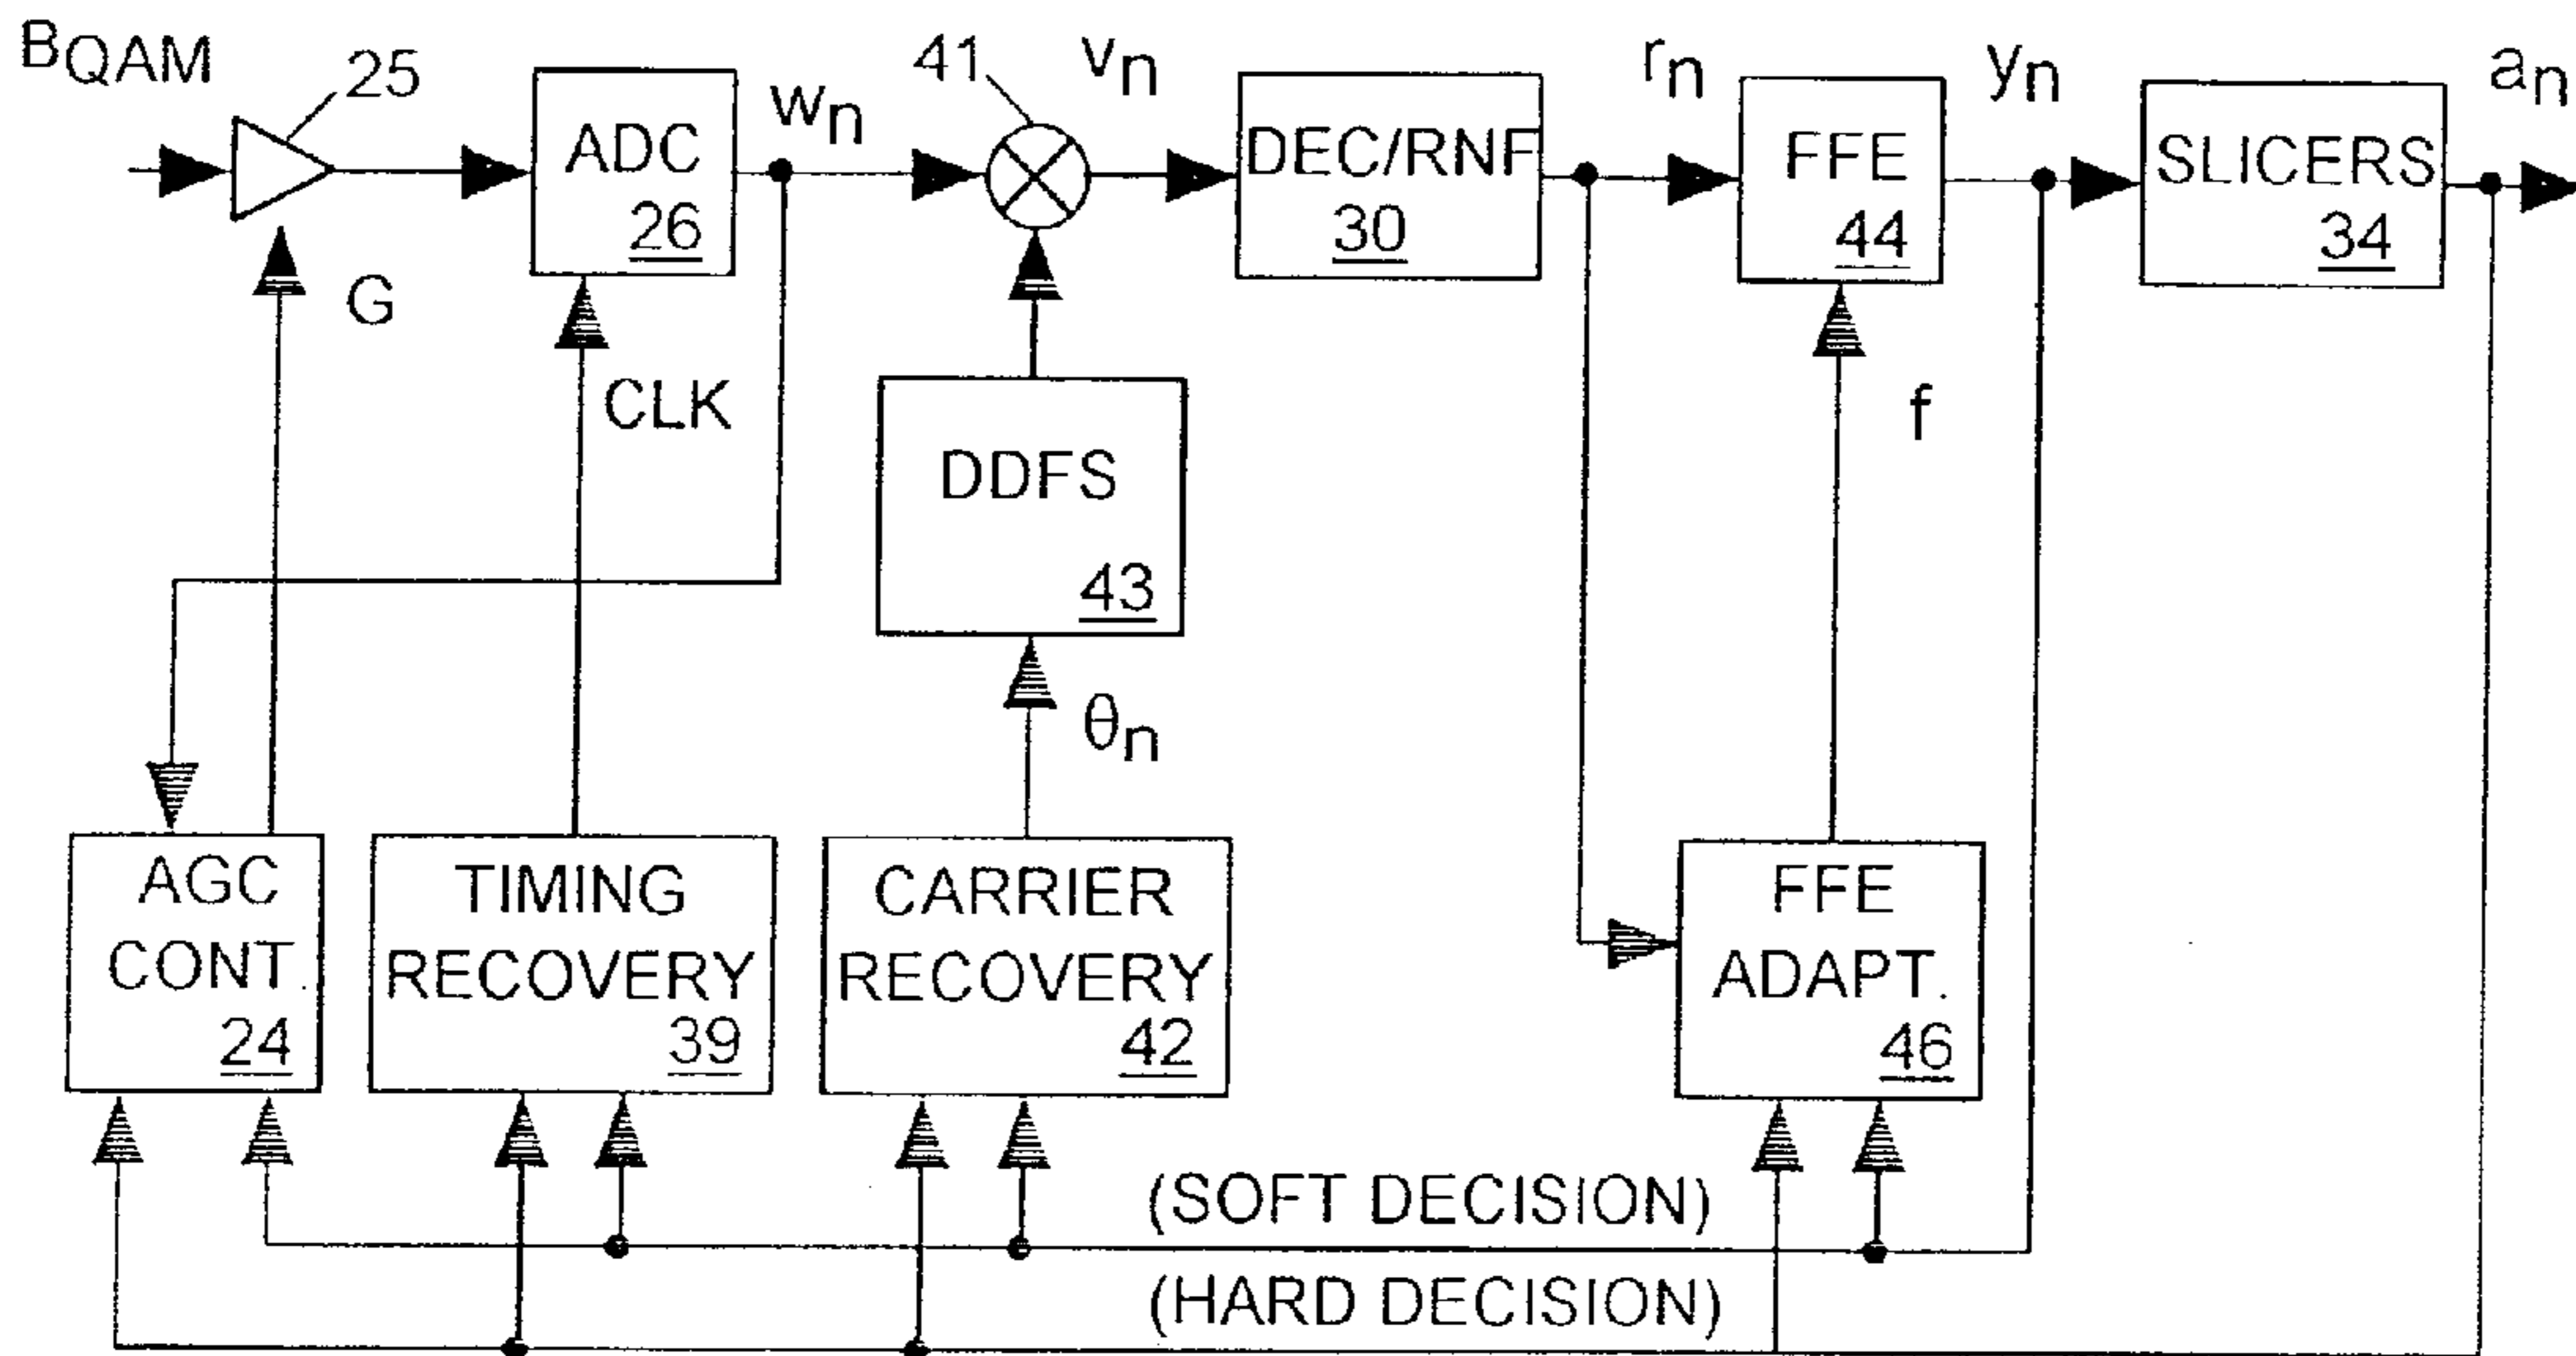 BQAM
25
ADC
26
wn
41
vn
DEC/RNF
30
rn
FFE
44
yn
SLICERS
34
an
G
CLK
DDFS
43
f
θn
AGC
CONT.
24
TIMING
RECOVERY
39
CARRIER
RECOVERY
42
FFE
ADAPT.
46
(SOFT DECISION)
(HARD DECISION)